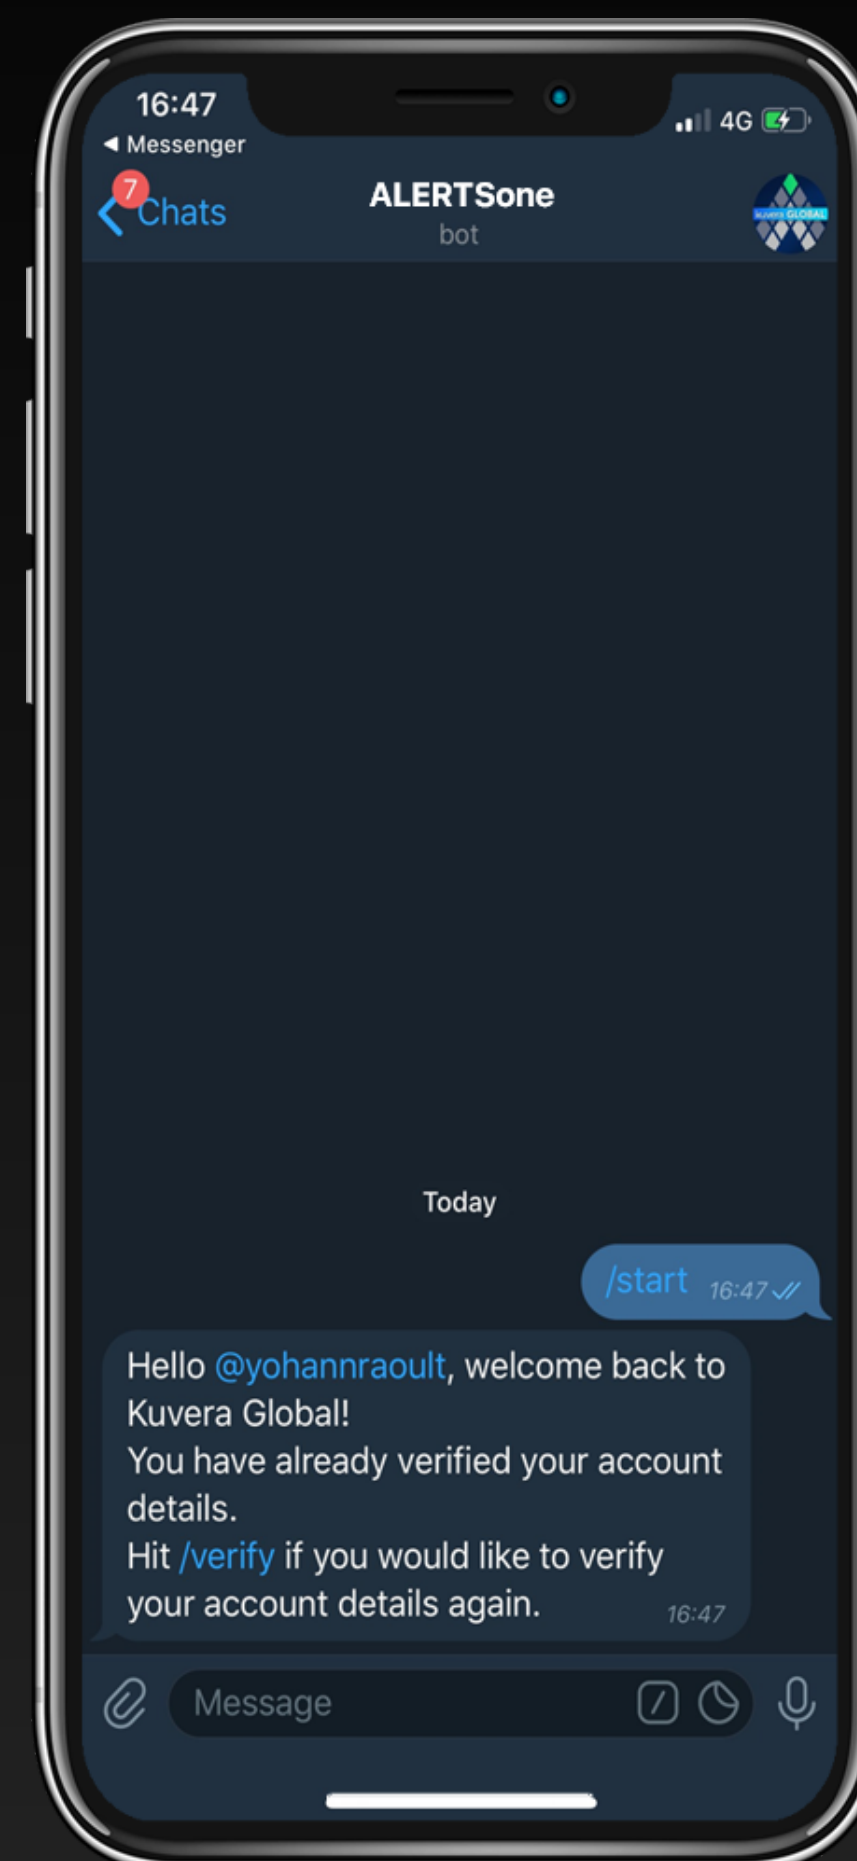 16:47
4G
◀ Messenger
7
Chats
ALERTSone
bot
kuvera GLOBAL
Today
/start 16:47
Hello @yohannraoult, welcome back to
Kuvera Global!
You have already verified your account
details.
Hit /verify if you would like to verify
your account details again. 16:47
Message